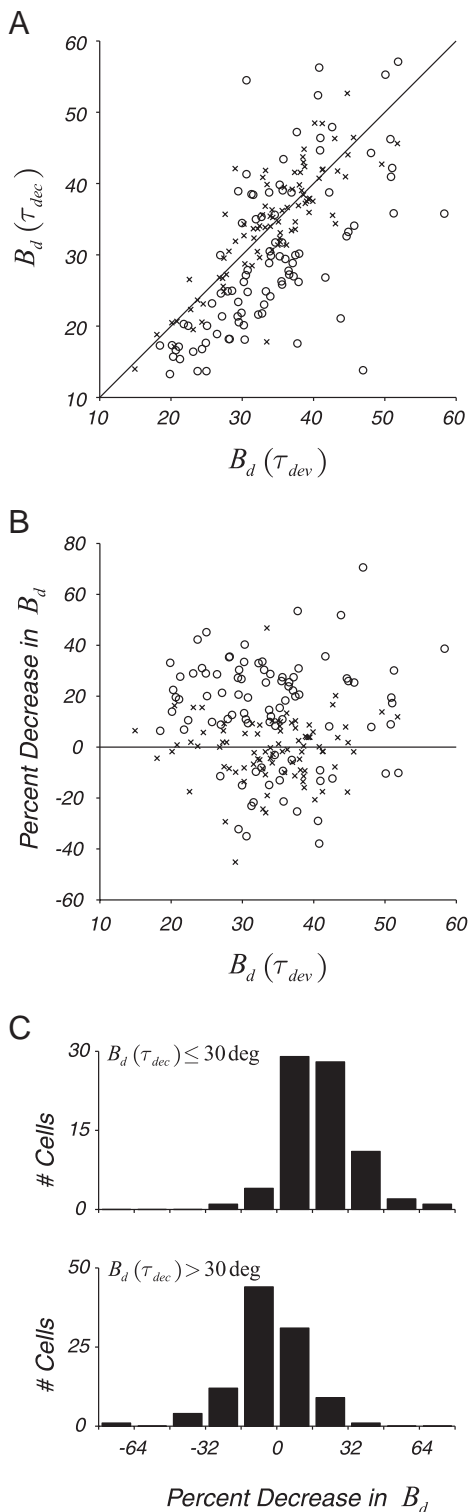 A
60
50
40
30
20
10
B_d (τ_dec)
10 20 30 40 50 60
B_d (τ_dev)
B
80
60
40
20
0
-20
-40
-60
Percent Decrease in B_d
10 20 30 40 50 60
B_d (τ_dev)
C
B_d (τ_dec) ≤ 30 deg
30
15
0
# Cells
B_d (τ_dec) > 30 deg
50
25
0
# Cells
-64 -32 0 32 64
Percent Decrease in B_d